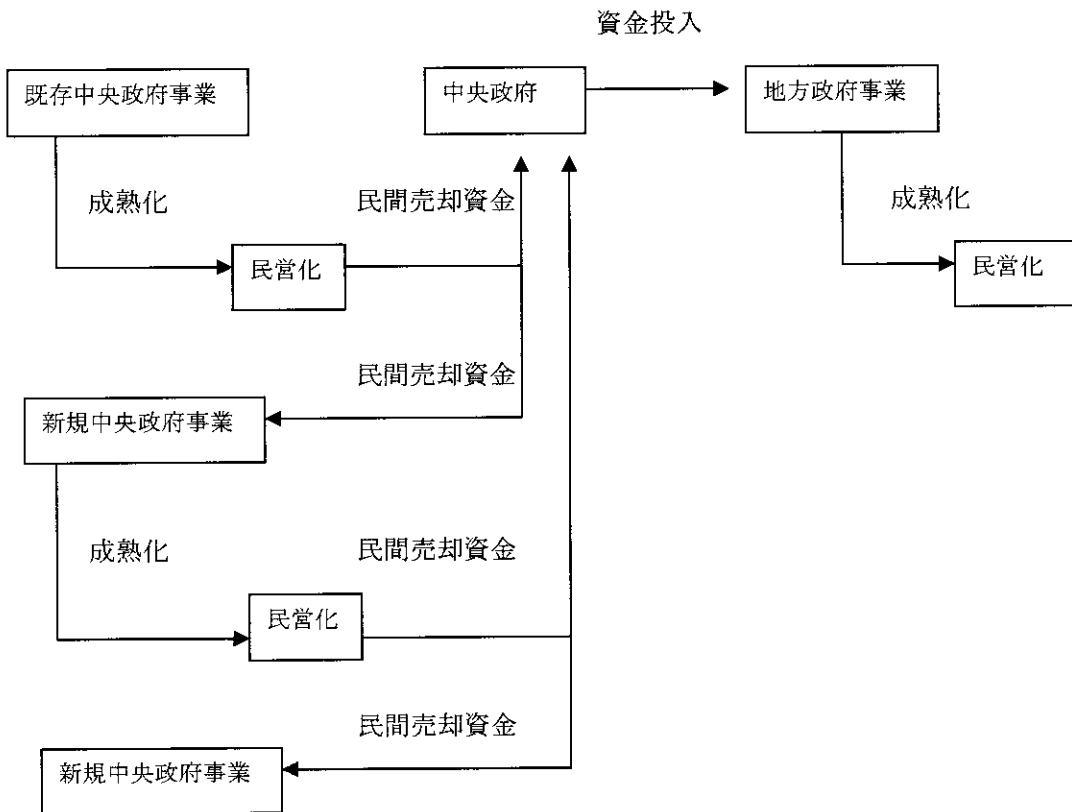 資金投入
既存中央政府事業
中央政府
地方政府事業
成熟化
民間売却資金
成熟化
民営化
民営化
民間売却資金
新規中央政府事業
成熟化
民間売却資金
民営化
民間売却資金
新規中央政府事業